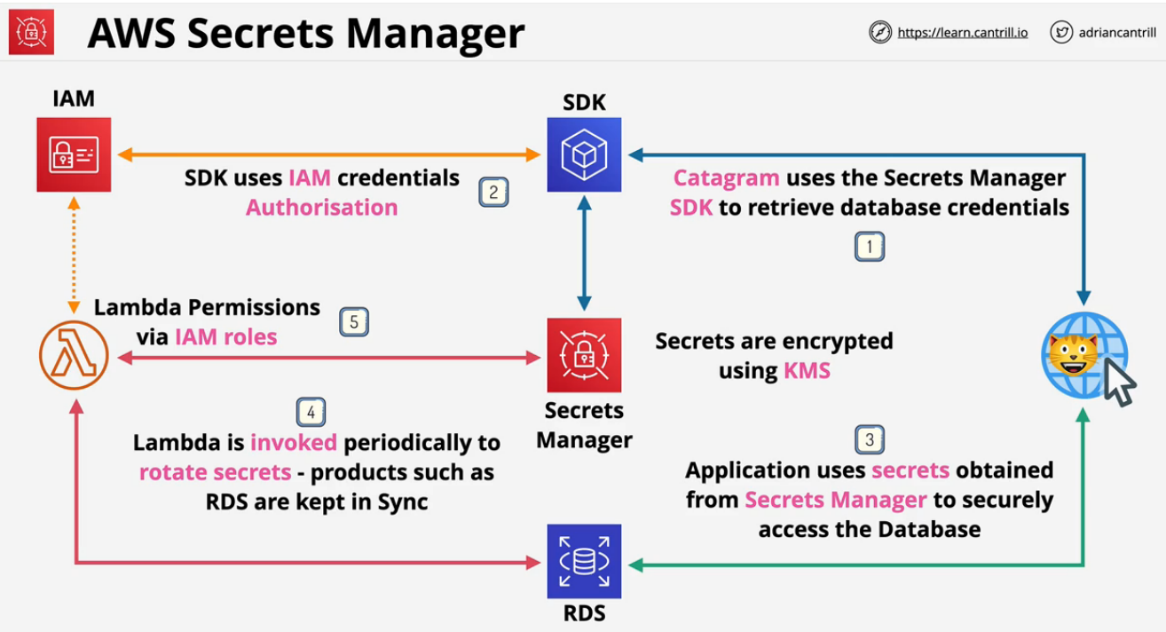 AWS Secrets Manager
https://learn.cantrill.io
adriancantrill
IAM
SDK
SDK uses IAM credentials
Authorisation
2
Catagram uses the Secrets Manager
SDK to retrieve database credentials
1
Lambda Permissions
via IAM roles
5
Secrets are encrypted
using KMS
Secrets
Manager
4
Lambda is invoked periodically to
rotate secrets - products such as
RDS are kept in Sync
3
Application uses secrets obtained
from Secrets Manager to securely
access the Database
RDS